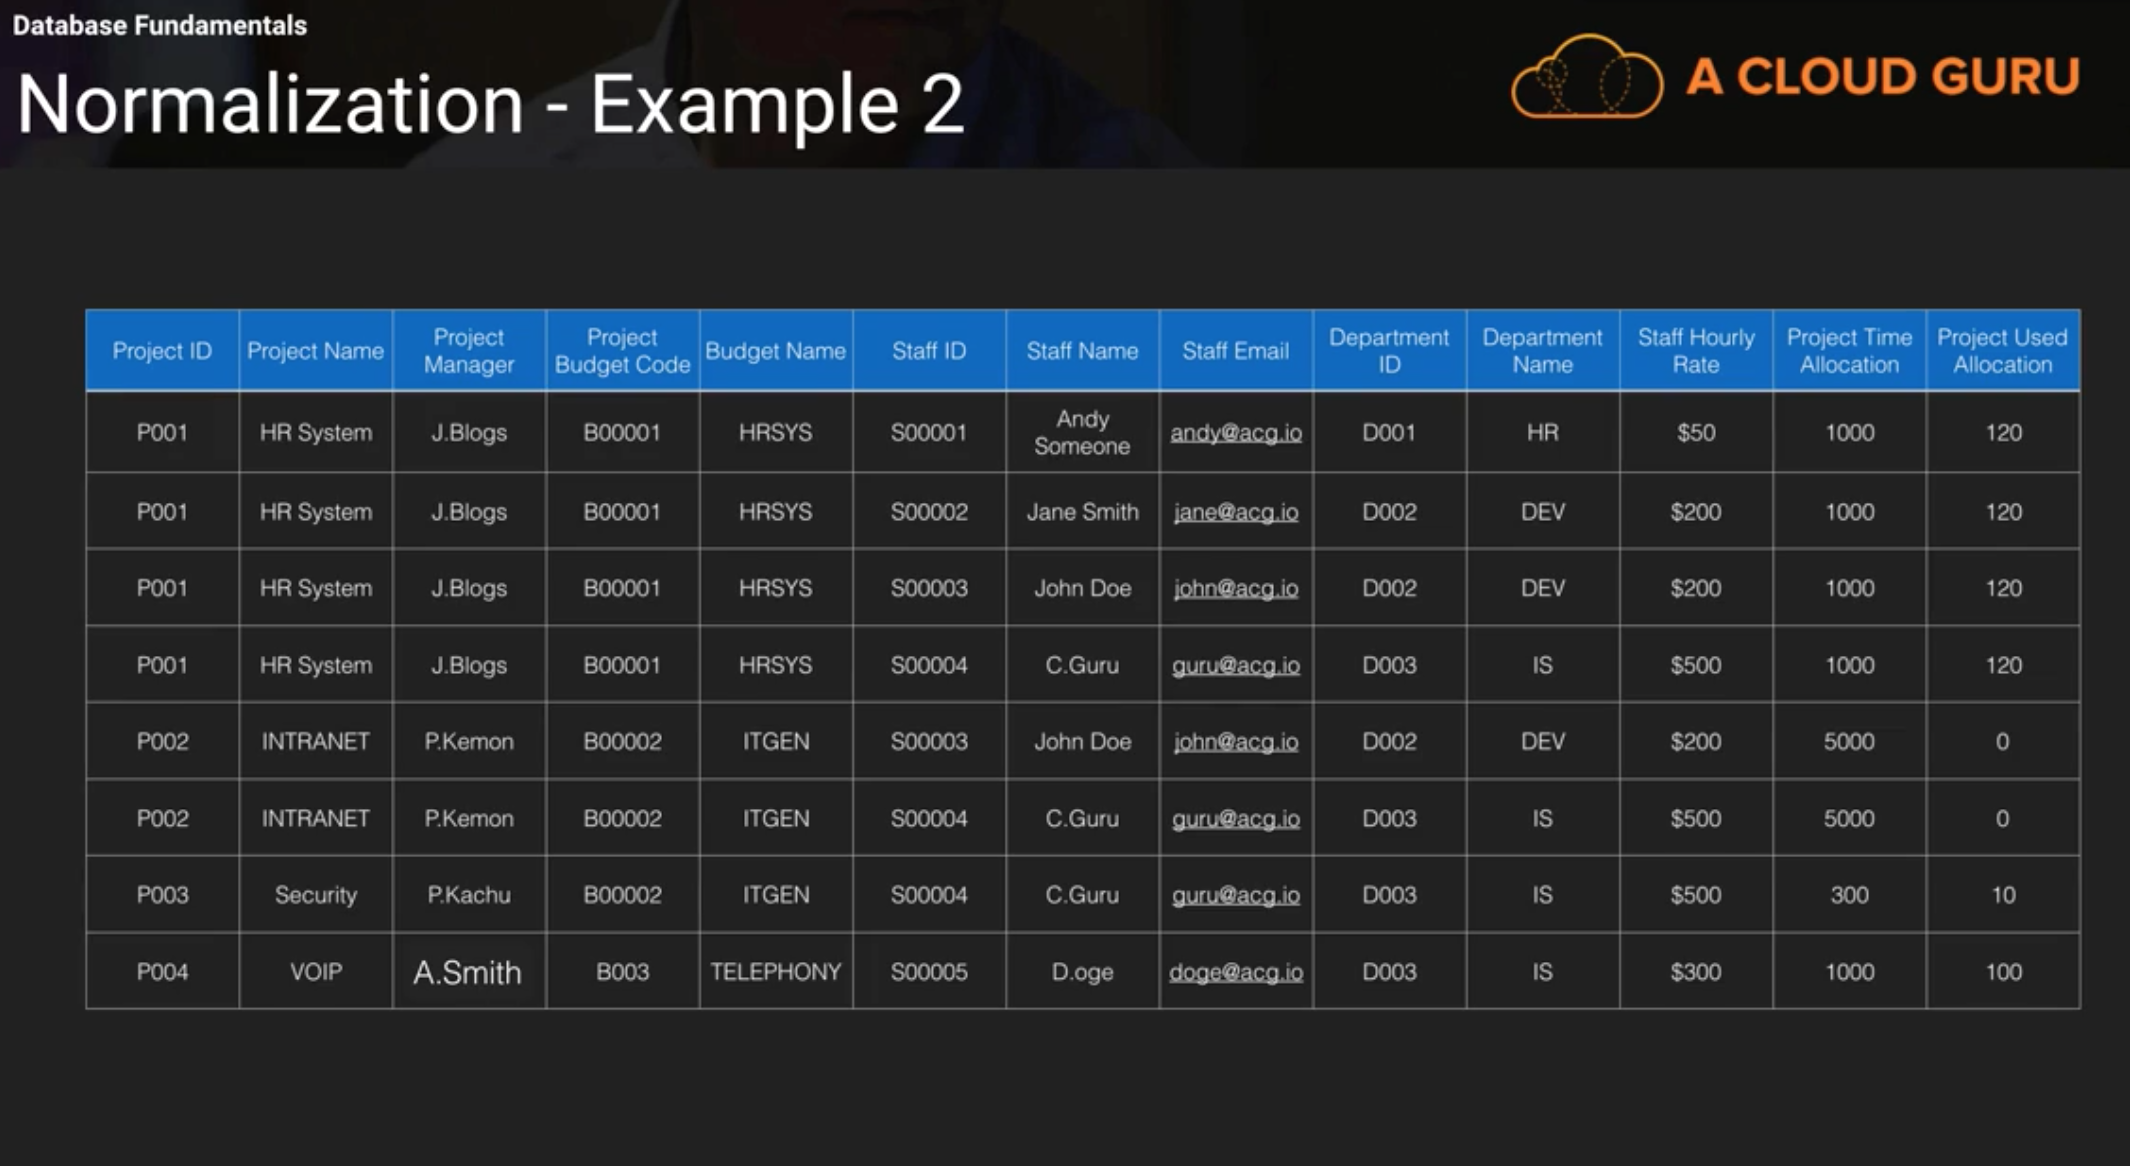 Database Fundamentals
Normalization - Example 2
A CLOUD GURU
Project ID Project Name Project Manager Project Budget Code Budget Name Staff ID Staff Name Staff Email Department ID Department Name Staff Hourly Rate Project Time Allocation Project Used Allocation
P001 HR System J.Blogs B00001 HRSYS S00001 Andy Someone andy@acg.io D001 HR $50 1000 120
P001 HR System J.Blogs B00001 HRSYS S00002 Jane Smith jane@acg.io D002 DEV $200 1000 120
P001 HR System J.Blogs B00001 HRSYS S00003 John Doe john@acg.io D002 DEV $200 1000 120
P001 HR System J.Blogs B00001 HRSYS S00004 C.Guru guru@acg.io D003 IS $500 1000 120
P002 INTRANET P.Kemon B00002 ITGEN S00003 John Doe john@acg.io D002 DEV $200 5000 0
P002 INTRANET P.Kemon B00002 ITGEN S00004 C.Guru guru@acg.io D003 IS $500 5000 0
P003 Security P.Kachu B00002 ITGEN S00004 C.Guru guru@acg.io D003 IS $500 300 10
P004 VOIP A.Smith B003 TELEPHONY S00005 D.oge doge@acg.io D003 IS $300 1000 100